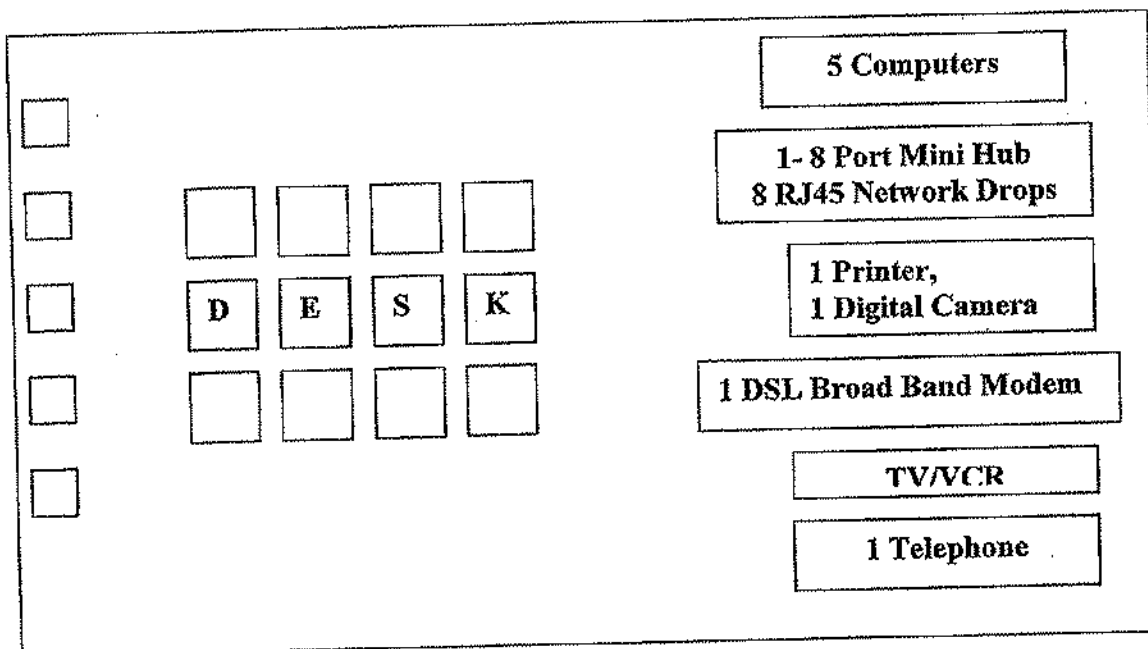 5 Computers
1- 8 Port Mini Hub
8 RJ45 Network Drops
D E S K
1 Printer,
1 Digital Camera
1 DSL Broad Band Modem
TV/VCR
1 Telephone